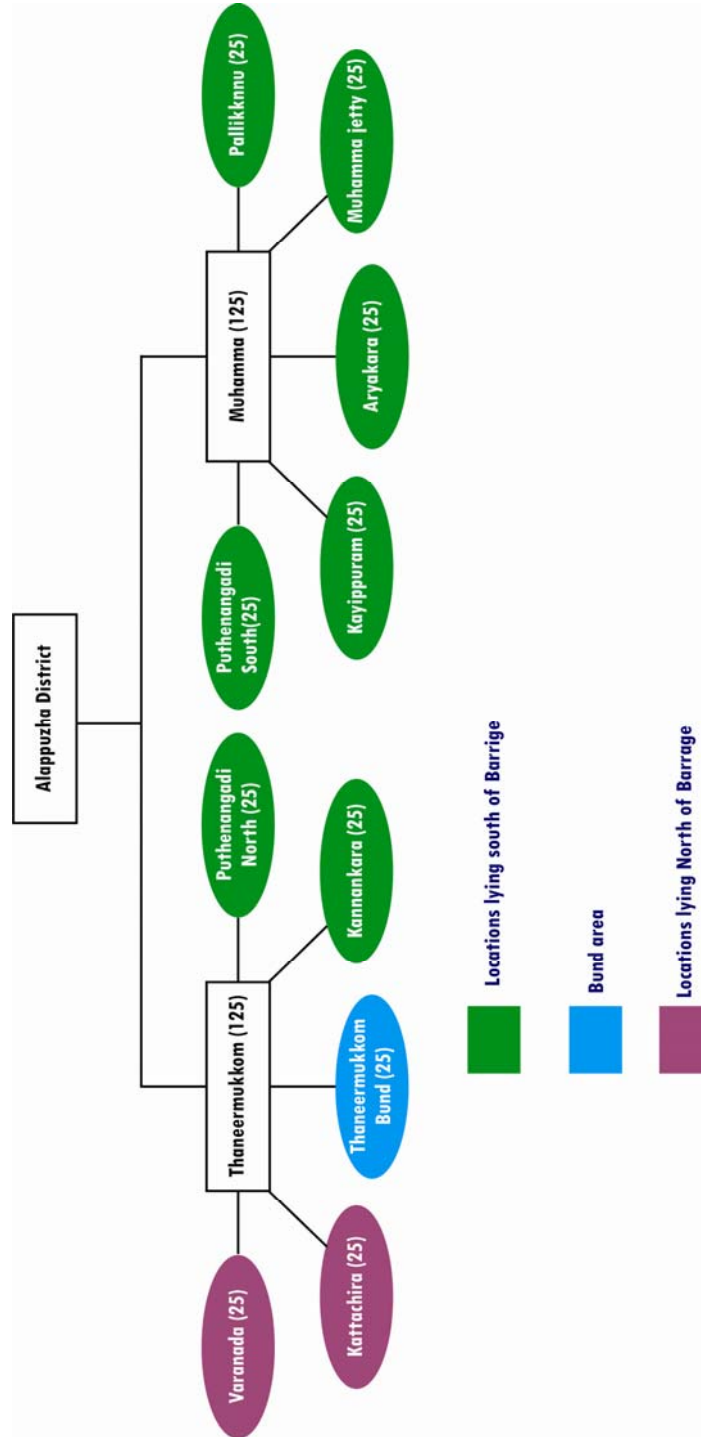 Alappuzha District
Thaneermukkom (125)
Muhamma (125)
Varanada (25)
Puthenangadi
North (25)
Puthenangadi
South(25)
Pallikknnu (25)
Kattachira (25)
Thaneermukkom
Bund (25)
Kannankara (25)
Kayippuram (25)
Aryakara (25)
Muhamma jetty (25)
Locations lying south of Barrige
Bund area
Locations lying North of Barrage